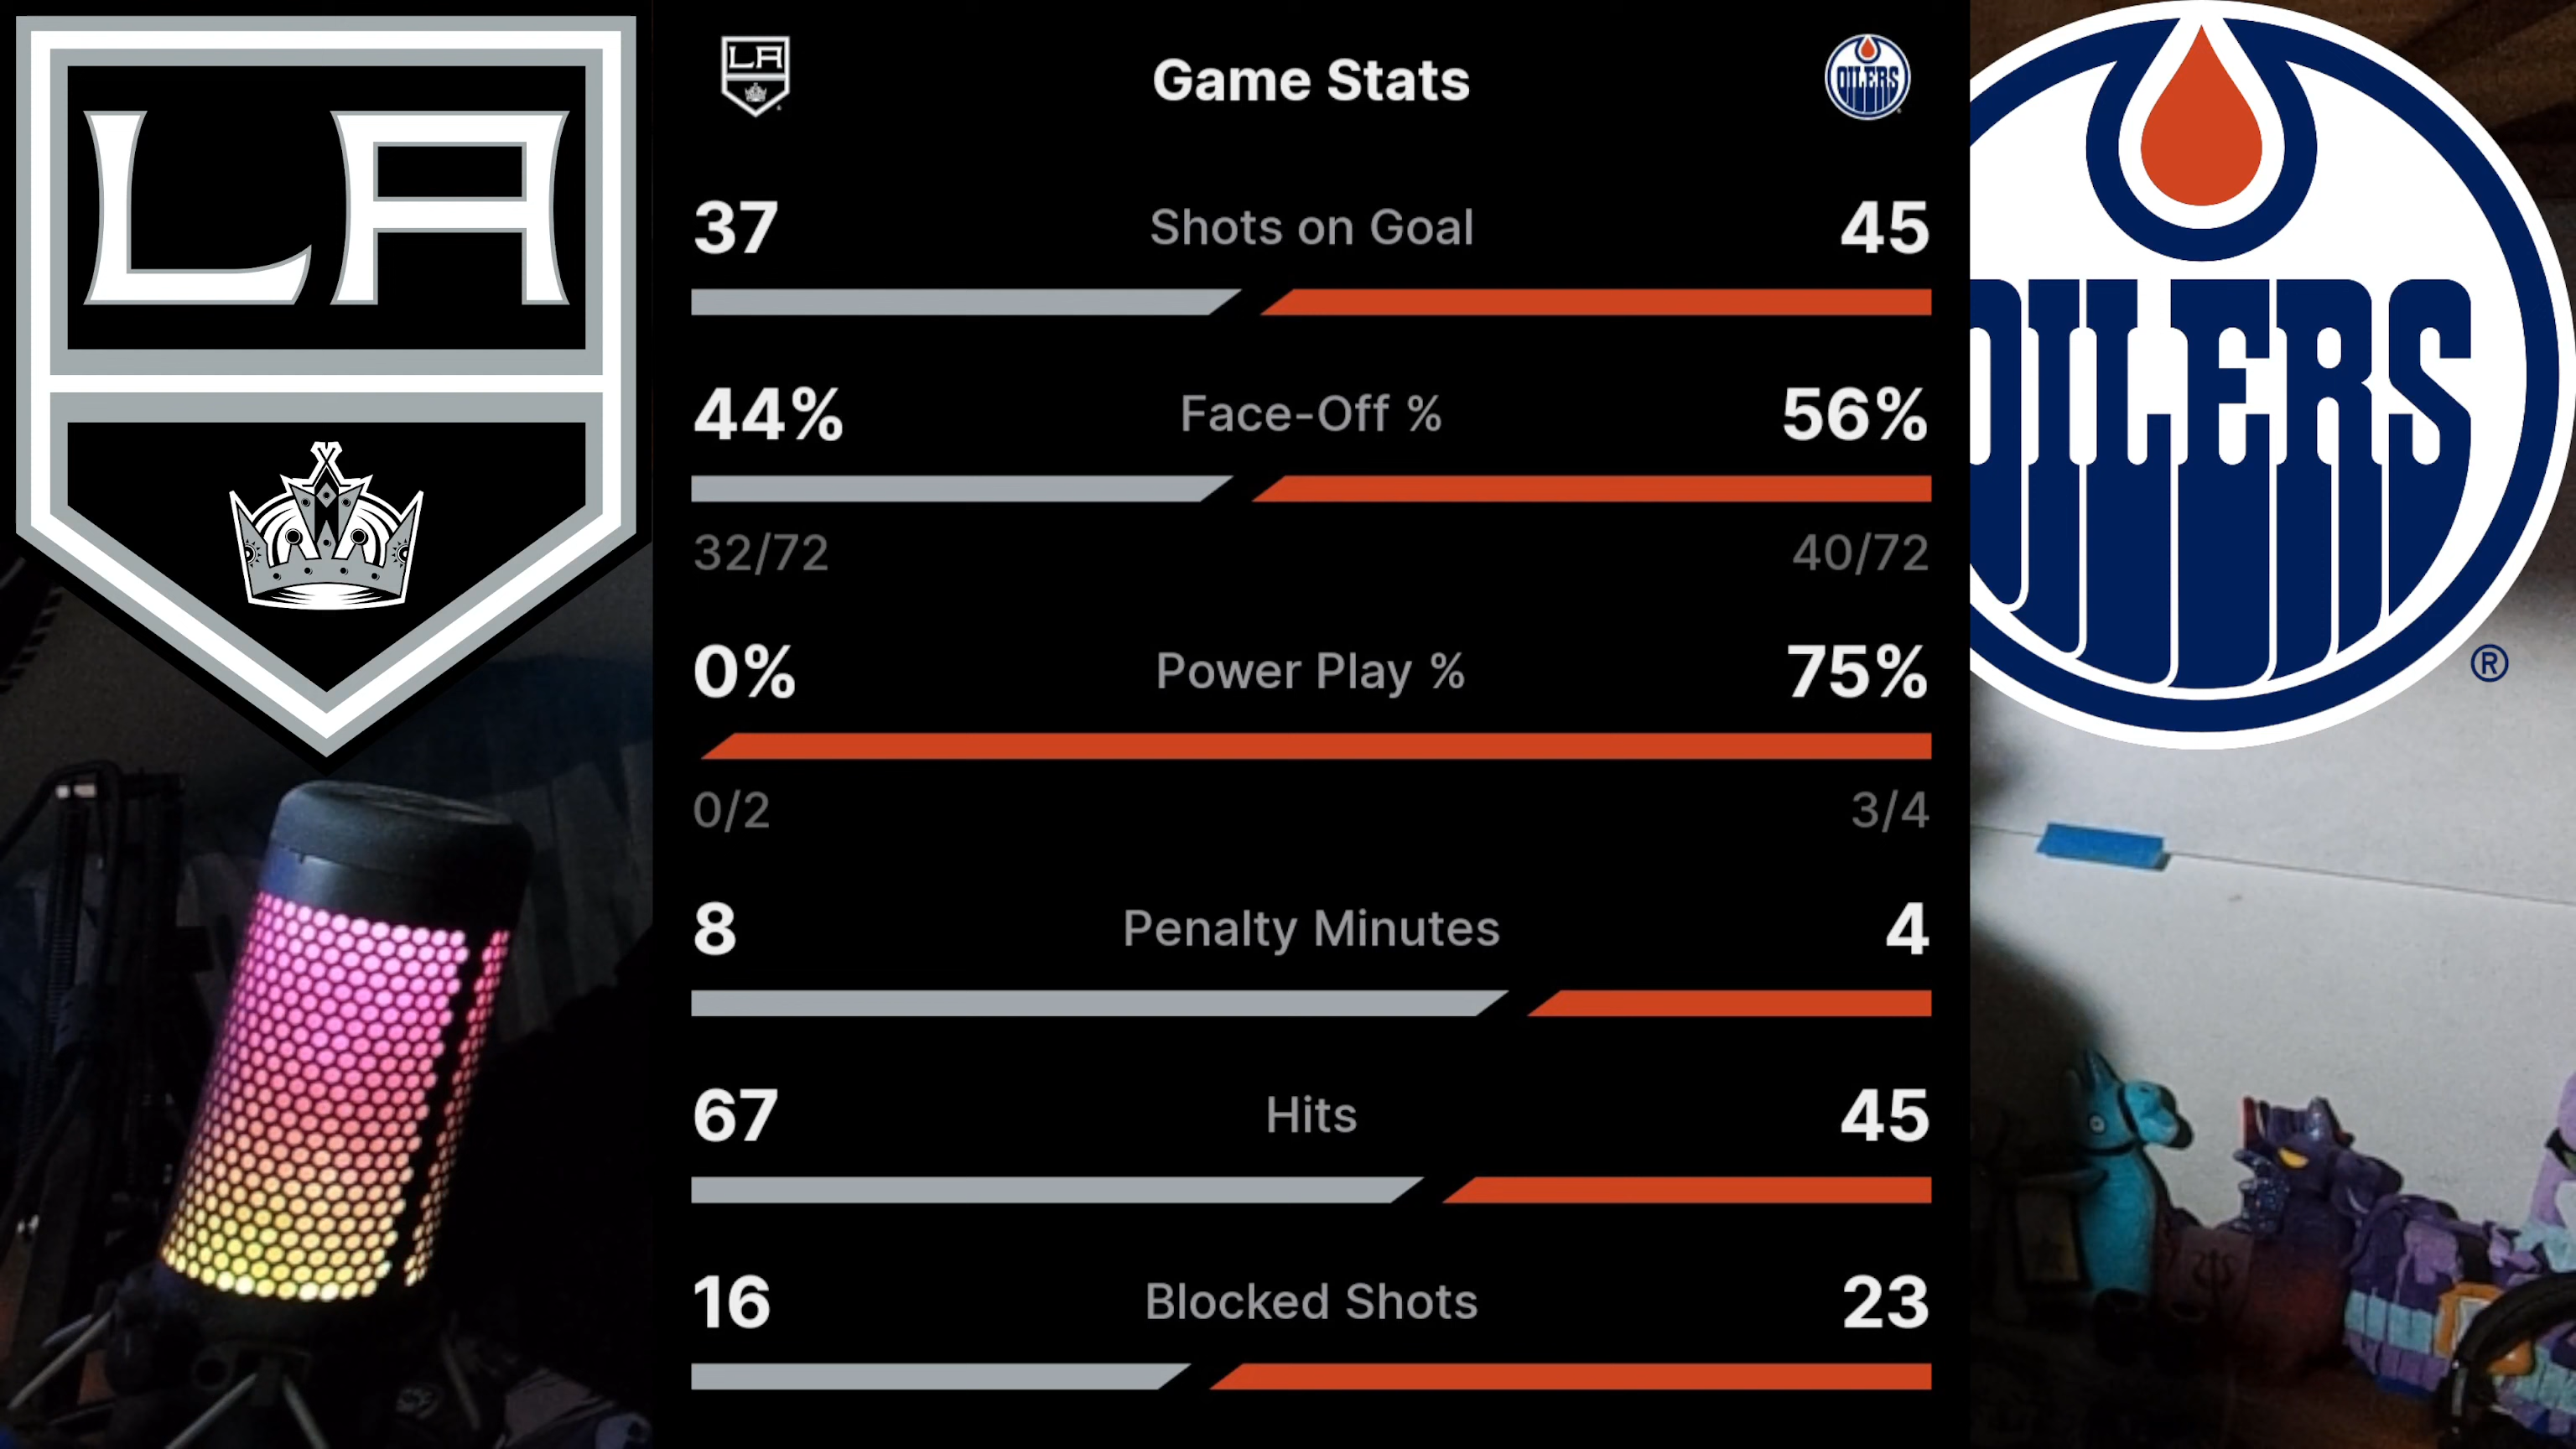 LA
LA
Game Stats
OILERS
OILERS
®
37 Shots on Goal 45
44% Face-Off % 56%
32/72 40/72
0% Power Play % 75%
0/2 3/4
8 Penalty Minutes 4
67 Hits 45
16 Blocked Shots 23